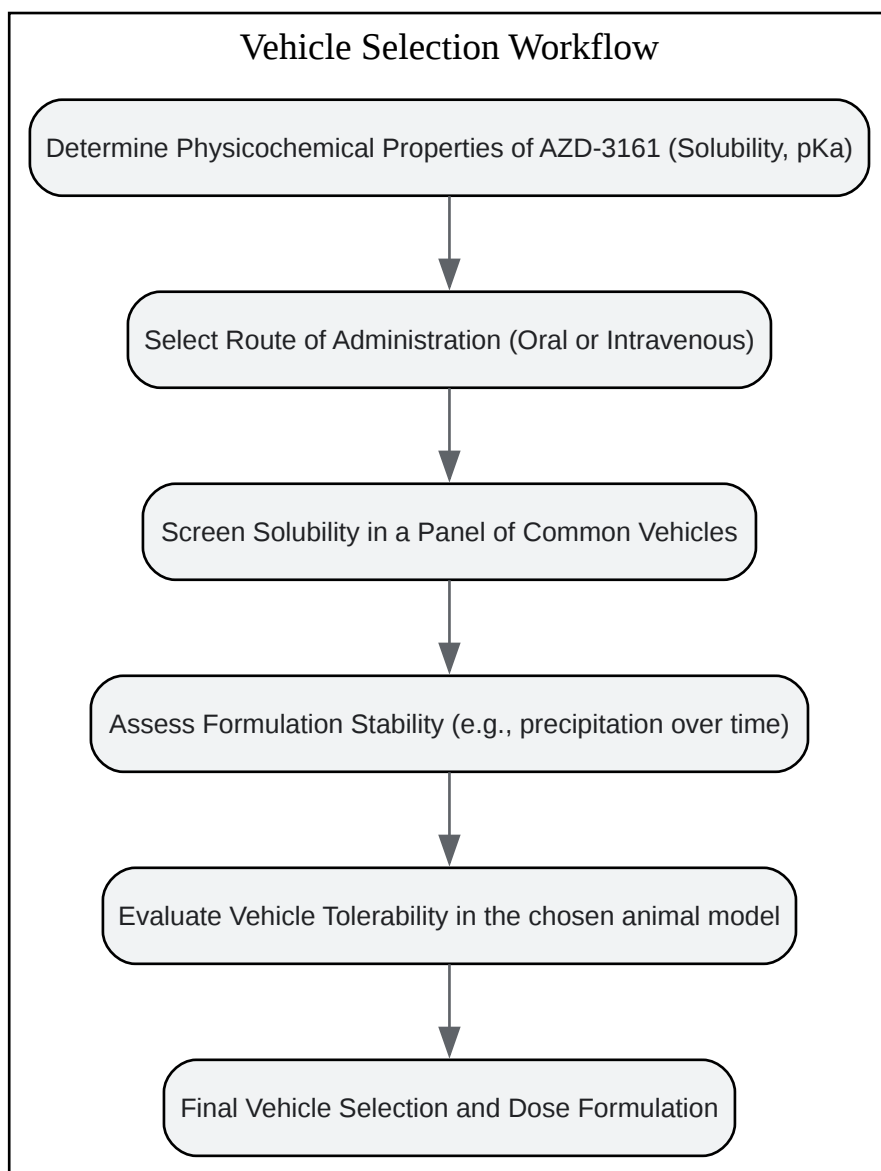 Vehicle Selection Workflow
Determine Physicochemical Properties of AZD-3161 (Solubility, pKa)
Select Route of Administration (Oral or Intravenous)
Screen Solubility in a Panel of Common Vehicles
Assess Formulation Stability (e.g., precipitation over time)
Evaluate Vehicle Tolerability in the chosen animal model
Final Vehicle Selection and Dose Formulation